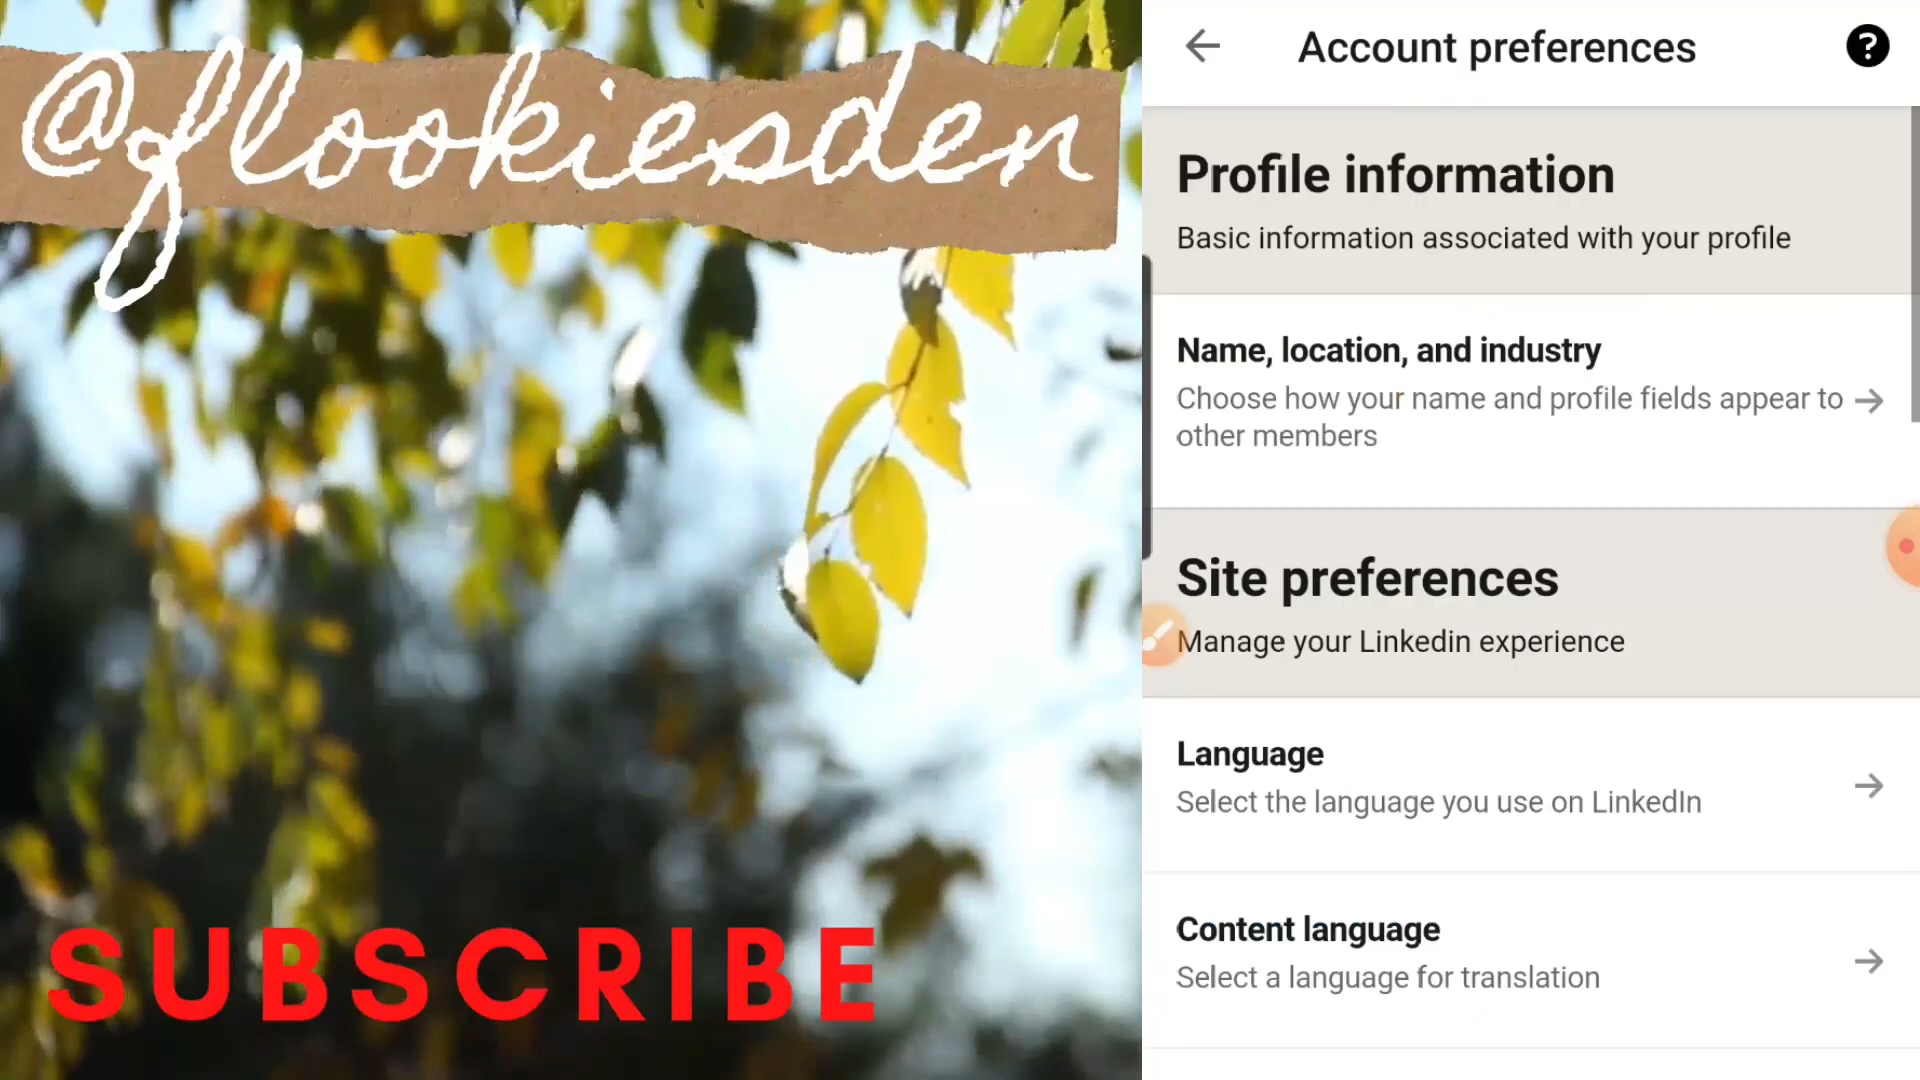 @flookiesden
SUBSCRIBE
Account preferences
?
Profile information
Basic information associated with your profile
Name, location, and industry
Choose how your name and profile fields appear to
other members
Site preferences
Manage your Linkedin experience
Language
Select the language you use on LinkedIn
Content language
Select a language for translation